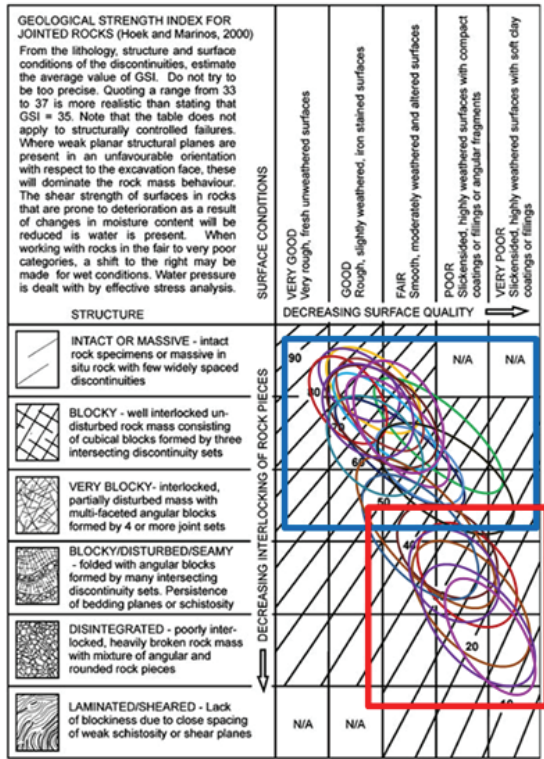 GEOLOGICAL STRENGTH INDEX FOR
JOINTED ROCKS (Hoek and Marinos, 2000)
From the lithology, structure and surface
conditions of the discontinuities, estimate
the average value of GSI. Do not try to
be too precise. Quoting a range from 33
to 37 is more realistic than stating that
GSI = 35. Note that the table does not
apply to structurally controlled failures.
Where weak planar structural planes are
present in an unfavourable orientation
with respect to the excavation face, these
will dominate the rock mass behaviour.
The shear strength of surfaces in rocks
that are prone to deterioration as a result
of changes in moisture content will be
reduced is water is present. When
working with rocks in the fair to very poor
categories, a shift to the right may be
made for wet conditions. Water pressure
is dealt with by effective stress analysis.
SURFACE CONDITIONS
VERY GOOD
Very rough, fresh unweathered surfaces
GOOD
Rough, slightly weathered, iron stained surfaces
FAIR
Smooth, moderately weathered and altered surfaces
POOR
Slickensided, highly weathered surfaces with compact
coatings or fillings or angular fragments
VERY POOR
Slickensided, highly weathered surfaces with soft clay
coatings or fillings
STRUCTURE
DECREASING SURFACE QUALITY
DECREASING INTERLOCKING OF ROCK PIECES
INTACT OR MASSIVE - intact
rock specimens or massive in
situ rock with few widely spaced
discontinuities
BLOCKY - well interlocked un-
disturbed rock mass consisting
of cubical blocks formed by three
intersecting discontinuity sets
VERY BLOCKY- interlocked,
partially disturbed mass with
multi-faceted angular blocks
formed by 4 or more joint sets
BLOCKY/DISTURBED/SEAMY
- folded with angular blocks
formed by many intersecting
discontinuity sets. Persistence
of bedding planes or schistosity
DISINTEGRATED - poorly inter-
locked, heavily broken rock mass
with mixture of angular and
rounded rock pieces
LAMINATED/SHEARED - Lack
of blockiness due to close spacing
of weak schistosity or shear planes
90
N/A
N/A
80
70
60
50
40
20
10
N/A
N/A